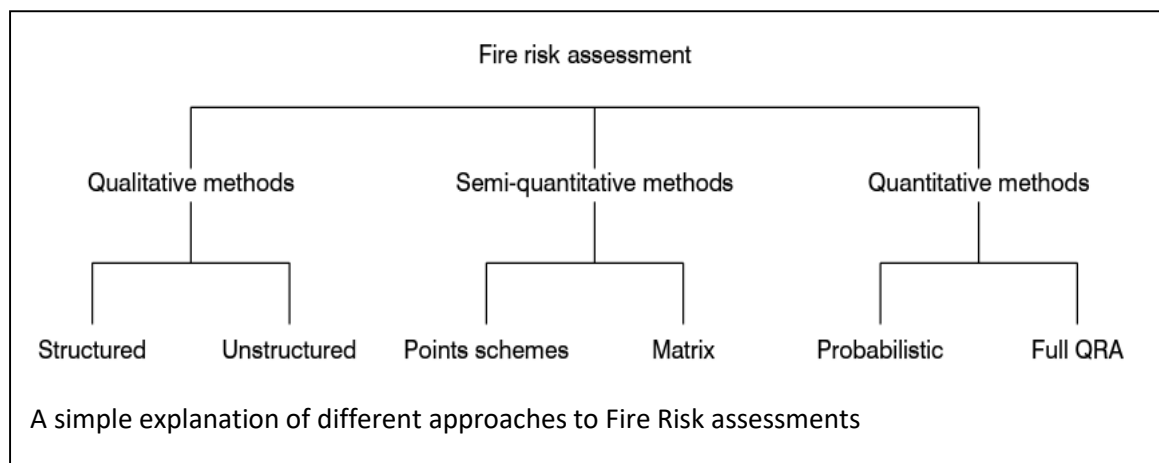 Fire risk assessment
Qualitative methods Semi-quantitative methods Quantitative methods
Structured Unstructured Points schemes Matrix Probabilistic Full QRA
A simple explanation of different approaches to Fire Risk assessments